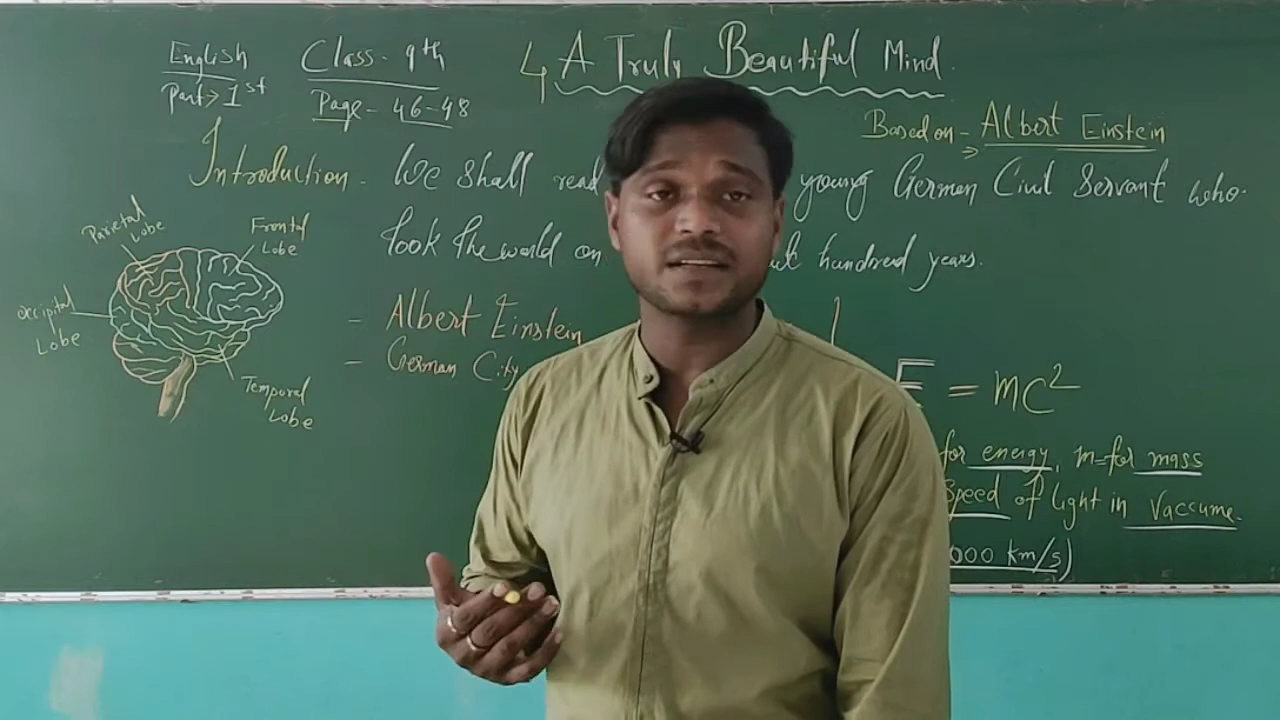 English Class - 9th 4 A Truly Beautiful Mind.
Part > 1st Page - 46-48
Based on - Albert Einstein
Introduction - We shall read young German Civil Servant who
took the world on hundred years.
Parietal Lobe
Frontal Lobe
Occipital Lobe
Temporal Lobe
- Albert Einstein
- German City
E = mc²
for energy, m=for mass
Speed of light in Vaccume.
000 km/s)